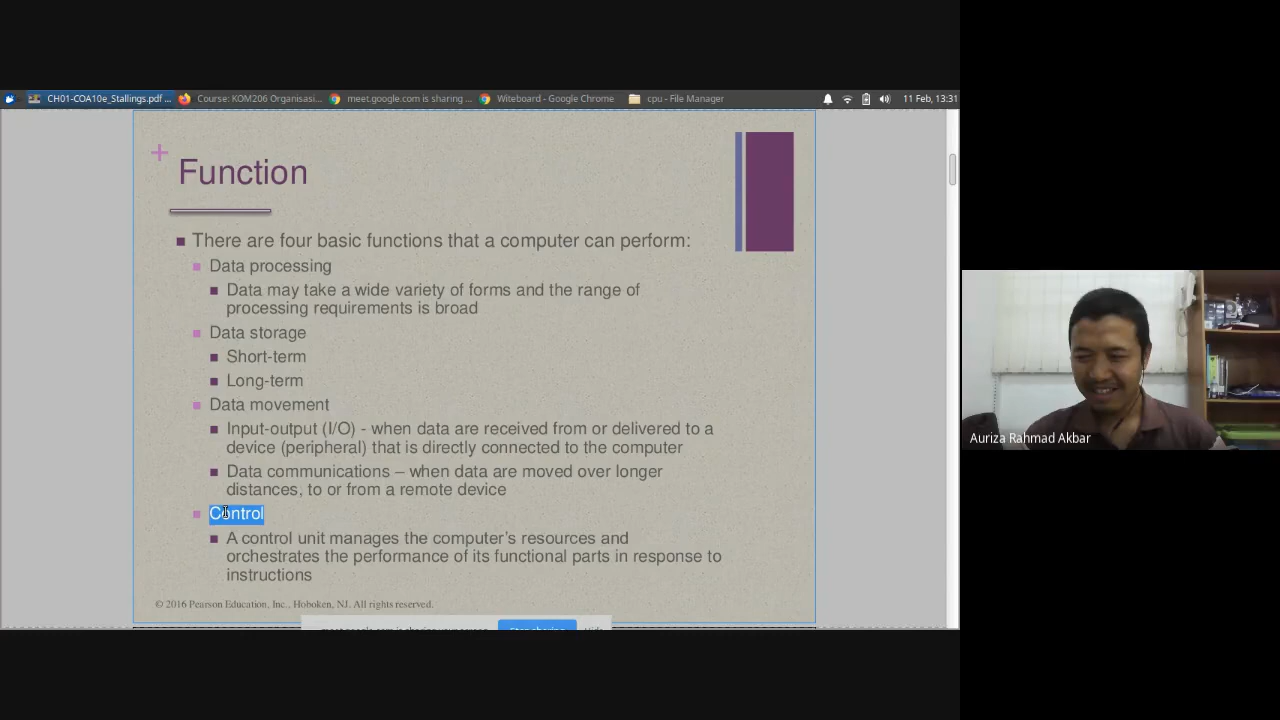 CH01-COA10e_Stallings.pdf ... Course: KOM206 Organisasi... meet.google.com is sharing ... Witeboard - Google Chrome cpu - File Manager 11 Feb, 13:31
+
Function
There are four basic functions that a computer can perform:
Data processing
Data may take a wide variety of forms and the range of
processing requirements is broad
Data storage
Short-term
Long-term
Data movement
Input-output (I/O) - when data are received from or delivered to a
device (peripheral) that is directly connected to the computer
Data communications – when data are moved over longer
distances, to or from a remote device
Control
A control unit manages the computer's resources and
orchestrates the performance of its functional parts in response to
instructions
© 2016 Pearson Education, Inc., Hoboken, NJ. All rights reserved.
Auriza Rahmad Akbar